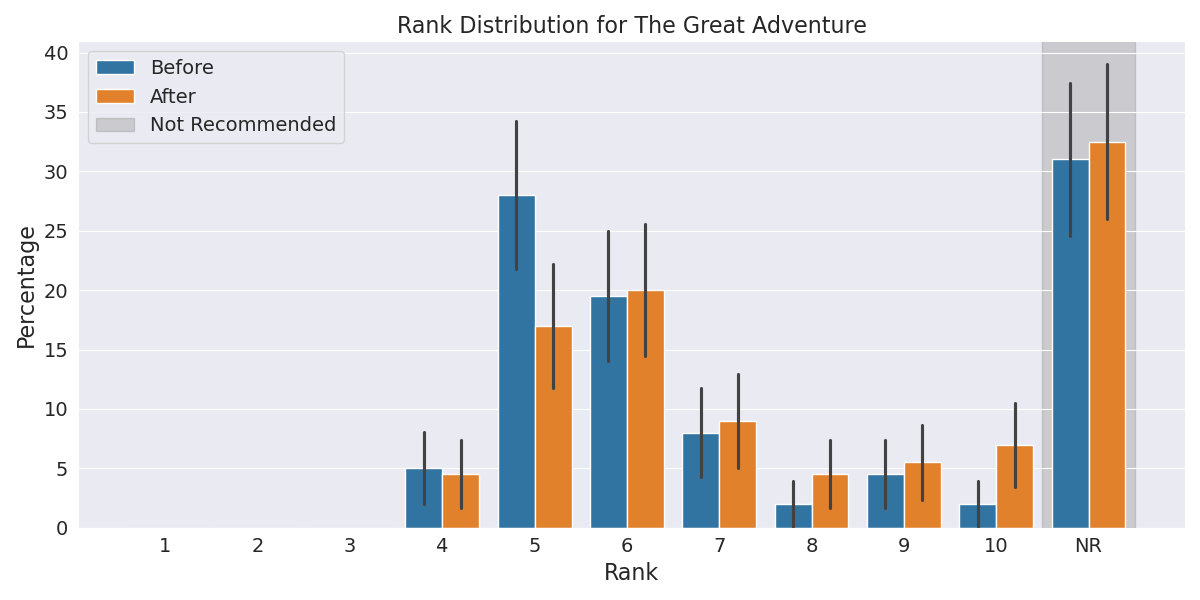 Rank Distribution for The Great Adventure
Before
After
Not Recommended
Percentage
40
35
30
25
20
15
10
5
0
1 2 3 4 5 6 7 8 9 10 NR
Rank